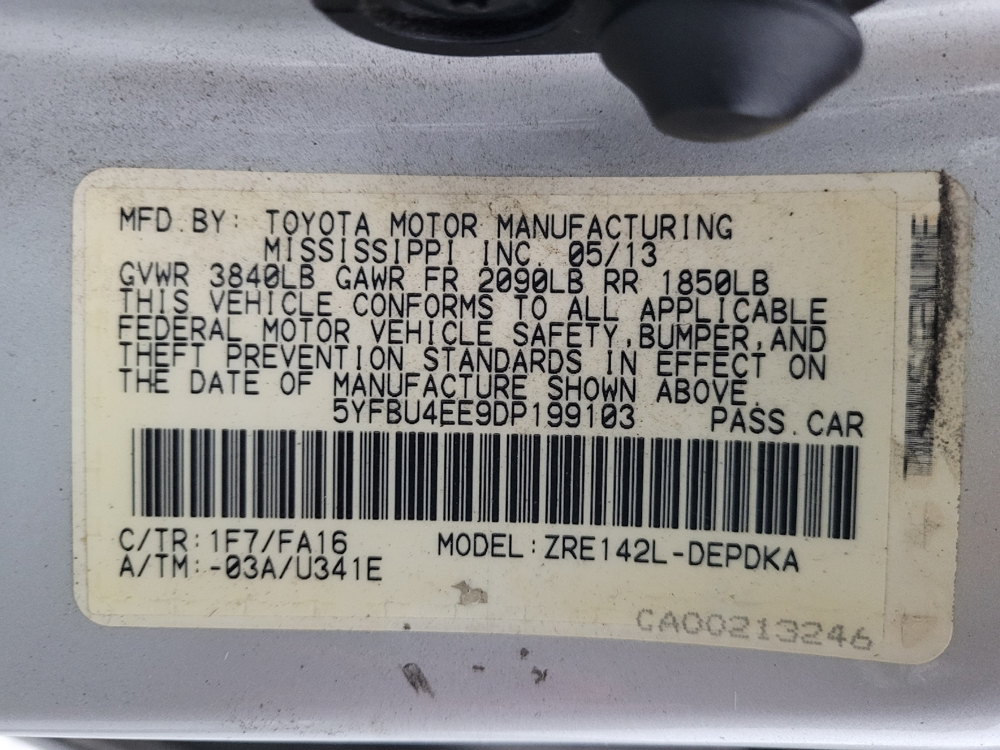 MFD.BY: TOYOTA MOTOR MANUFACTURING
MISSISSIPPI INC. 05/13
GVWR 3840LB GAWR FR 2090LB RR 1850LB
THIS VEHICLE CONFORMS TO ALL APPLICABLE
FEDERAL MOTOR VEHICLE SAFETY,BUMPER,AND
THEFT PREVENTION STANDARDS IN EFFECT ON
THE DATE OF MANUFACTURE SHOWN ABOVE.
5YFBU4EE9DP199103 PASS.CAR
C/TR:1F7/FA16 MODEL:ZRE142L-DEPDKA
A/TM:-03A/U341E
CA00213246